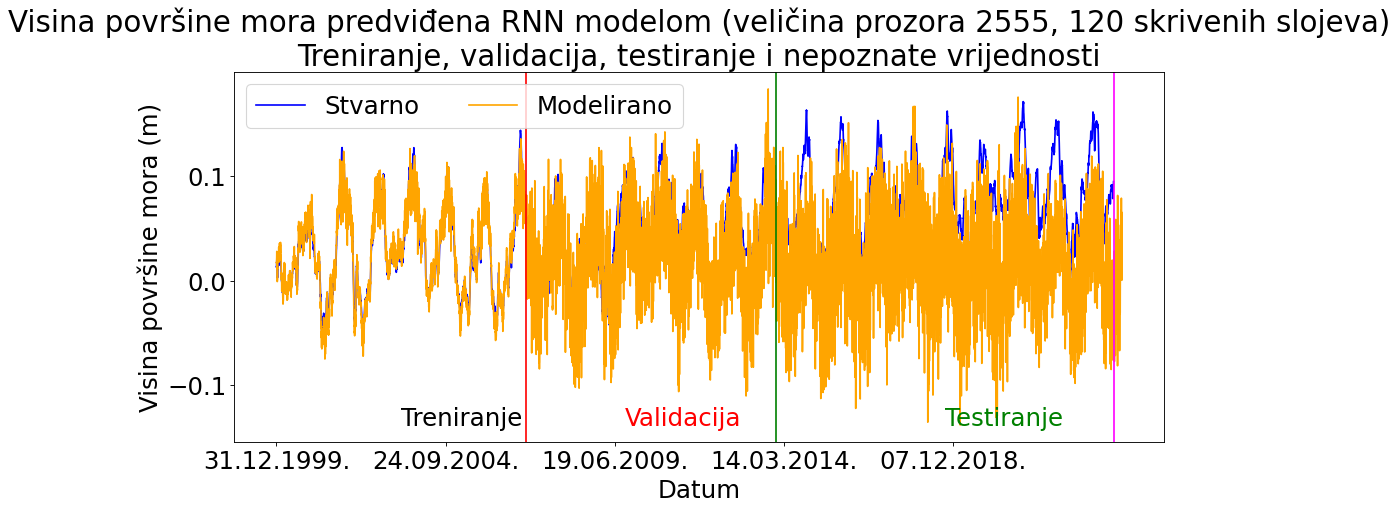 Visina površine mora predviđena RNN modelom (veličina prozora 2555, 120 skrivenih slojeva)
Treniranje, validacija, testiranje i nepoznate vrijednosti
Stvarno
Modelirano
Visina površine mora (m)
0.1
0.0
−0.1
Treniranje
Validacija
Testiranje
31.12.1999.
24.09.2004.
19.06.2009.
14.03.2014.
07.12.2018.
Datum